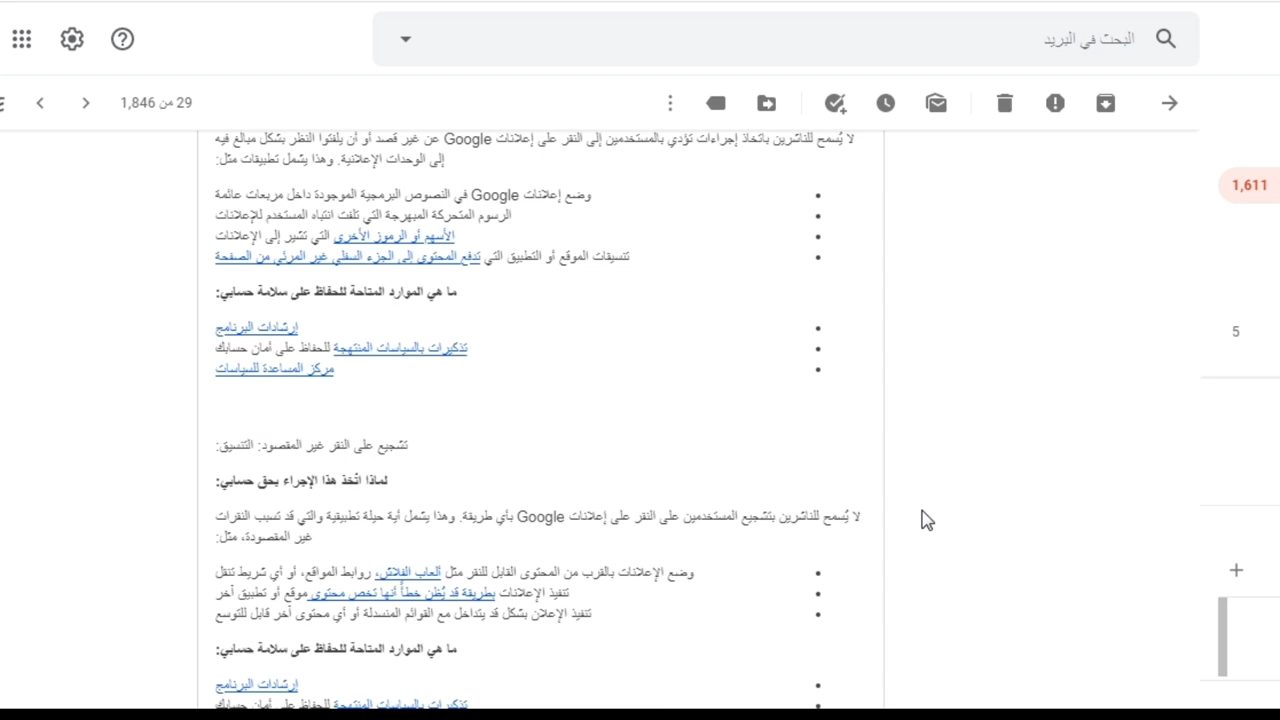 البحث في البريد
29 من 1,846
1,611
5
لا يُسمح للناشرين باتخاذ إجراءات تؤدي بالمستخدمين إلى النقر على إعلانات Google عن غير قصد أو أن يلفتوا النظر بشكل مبالغ فيه
إلى الوحدات الإعلانية. وهذا يشمل تطبيقات مثل:
وضع إعلانات Google في النصوص البرمجية الموجودة داخل مربعات عائمة
الرسوم المتحركة المبهرجة التي تلفت انتباه المستخدم للإعلانات
الأسهم أو الرموز الأخرى التي تشير إلى الإعلانات
تنسيقات الموقع أو التطبيق التي تدفع المحتوى إلى الجزء السفلي غير المرئي من الصفحة
ما هي الموارد المتاحة للحفاظ على سلامة حسابي:
إرشادات البرنامج
تذكيرات بالسياسات المنتهجة للحفاظ على أمان حسابك
مركز المساعدة للسياسات
تشجيع على النقر غير المقصود: التنسيق:
لماذا اتُخذ هذا الإجراء بحق حسابي:
لا يُسمح للناشرين بتشجيع المستخدمين على النقر على إعلانات Google بأي طريقة. وهذا يشمل أية حيلة تطبيقية والتي قد تسبب النقرات
غير المقصودة، مثل:
وضع الإعلانات بالقرب من المحتوى القابل للنقر مثل ألعاب الفلاش، روابط المواقع، أو أي شريط تنقل
تنفيذ الإعلانات بطريقة قد يُظن خطأً أنها تخص محتوى موقع أو تطبيق آخر
تنفيذ الإعلان بشكل قد يتداخل مع القوائم المنسدلة أو أي محتوى آخر قابل للتوسع
ما هي الموارد المتاحة للحفاظ على سلامة حسابي:
إرشادات البرنامج
تذكيرات بالسياسات المنتهجة للحفاظ على أمان حسابك